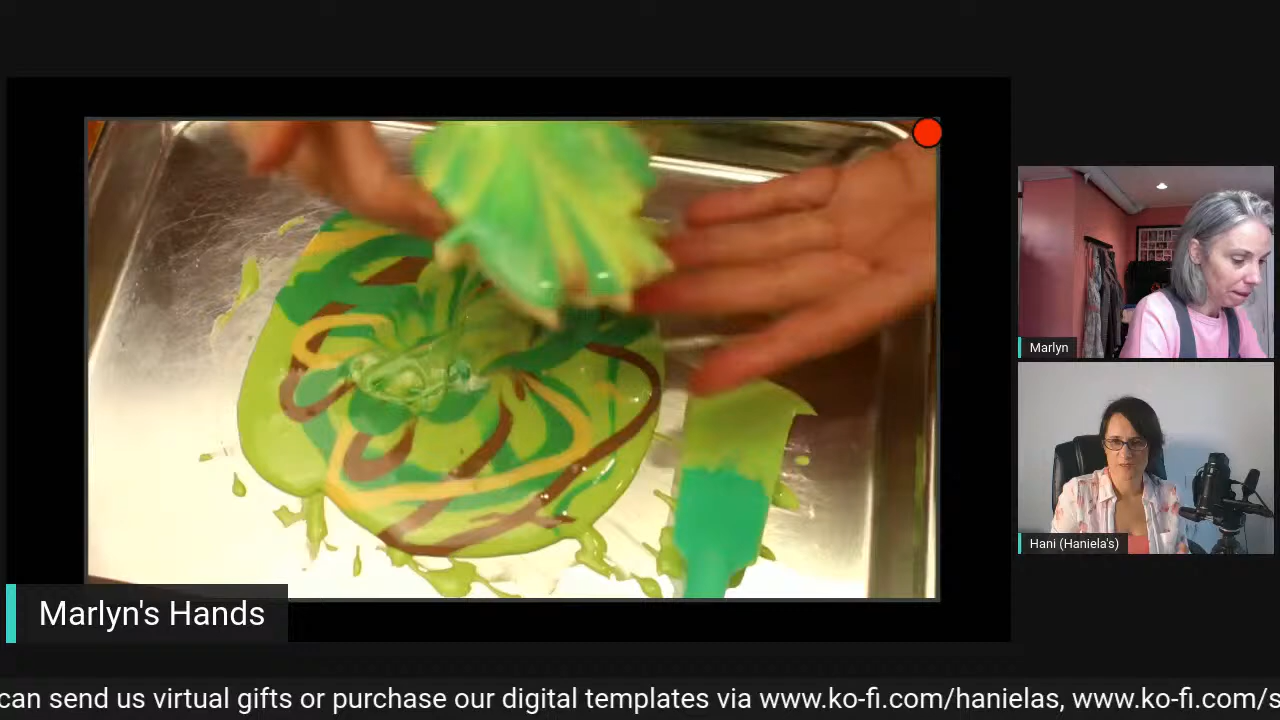 Marlyn
Hani (Haniela's)
Marlyn's Hands
can send us virtual gifts or purchase our digital templates via www.ko-fi.com/hanielas, www.ko-fi.com/s